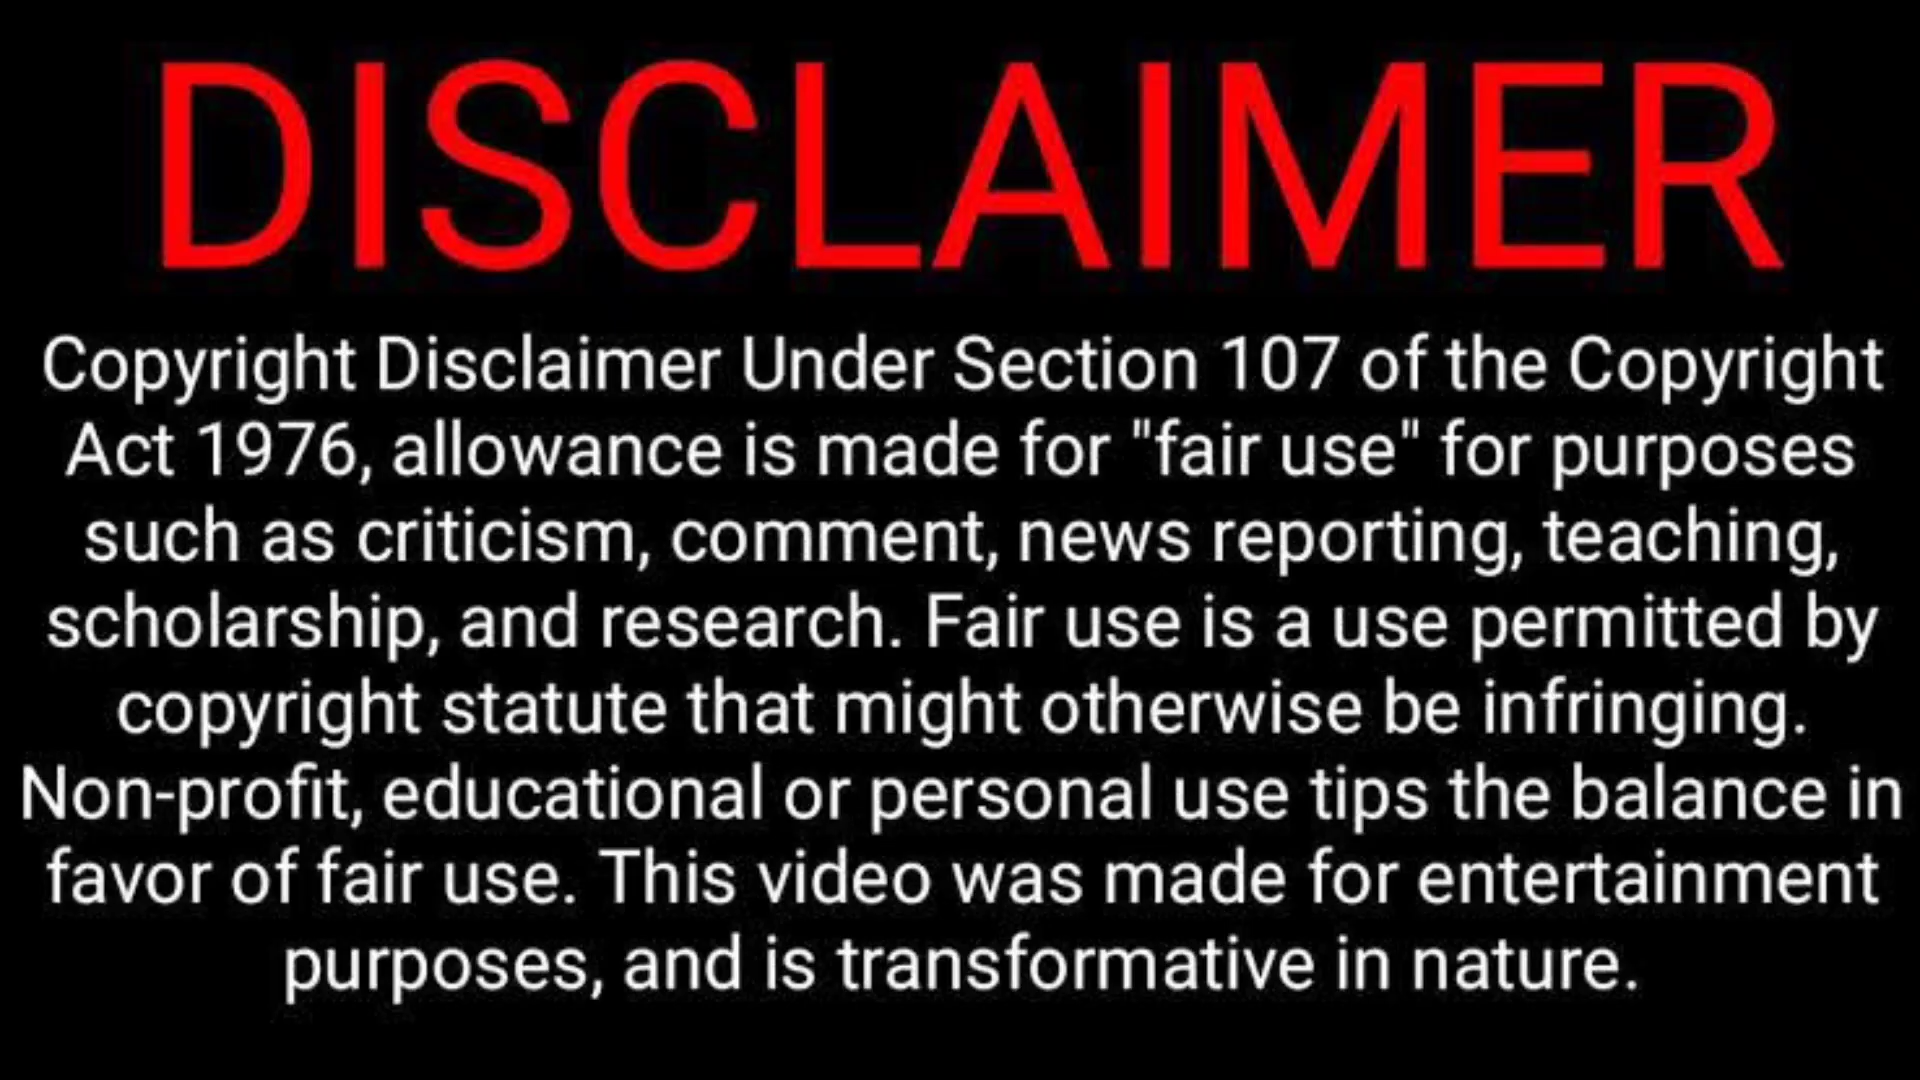 DISCLAIMER
Copyright Disclaimer Under Section 107 of the Copyright
Act 1976, allowance is made for "fair use" for purposes
such as criticism, comment, news reporting, teaching,
scholarship, and research. Fair use is a use permitted by
copyright statute that might otherwise be infringing.
Non-profit, educational or personal use tips the balance in
favor of fair use. This video was made for entertainment
purposes, and is transformative in nature.